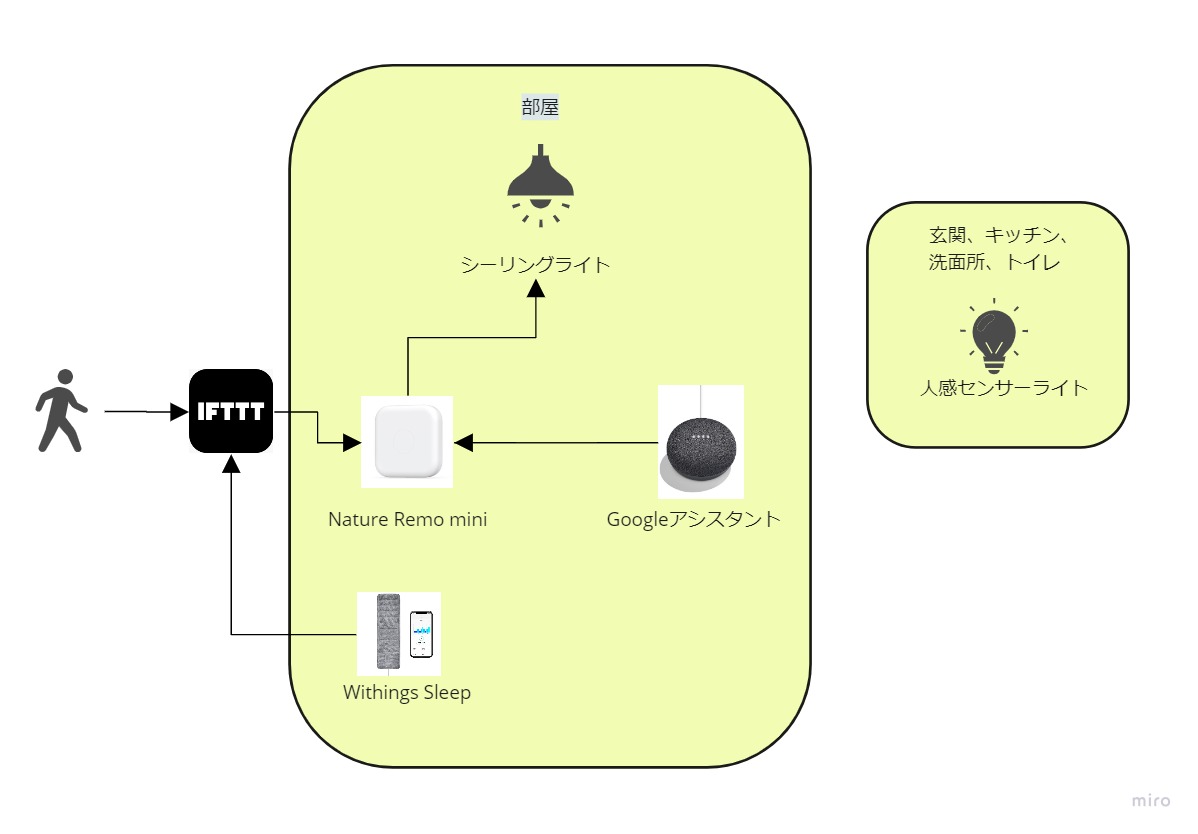 部屋
シーリングライト
玄関、キッチン、
洗面所、トイレ
人感センサーライト
IFTTT
Nature Remo mini
Googleアシスタント
Withings Sleep
miro